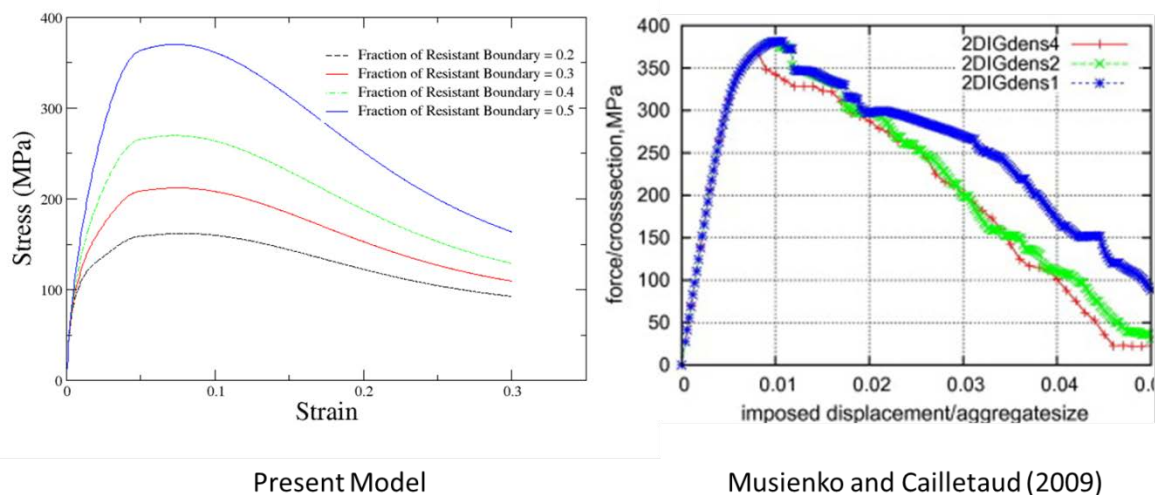 400
300
200
100
0
Stress (MPa)
Fraction of Resistant Boundary = 0.2
Fraction of Resistant Boundary = 0.3
Fraction of Resistant Boundary = 0.4
Fraction of Resistant Boundary = 0.5
0
0.1
0.2
0.3
Strain
Present Model
400
350
300
250
200
150
100
50
0
force/crosssection,MPa
2DIGdens4
2DIGdens2
2DIGdens1
0
0.01
0.02
0.03
0.04
0.0
imposed displacement/aggregatesize
Musienko and Cailletaud (2009)